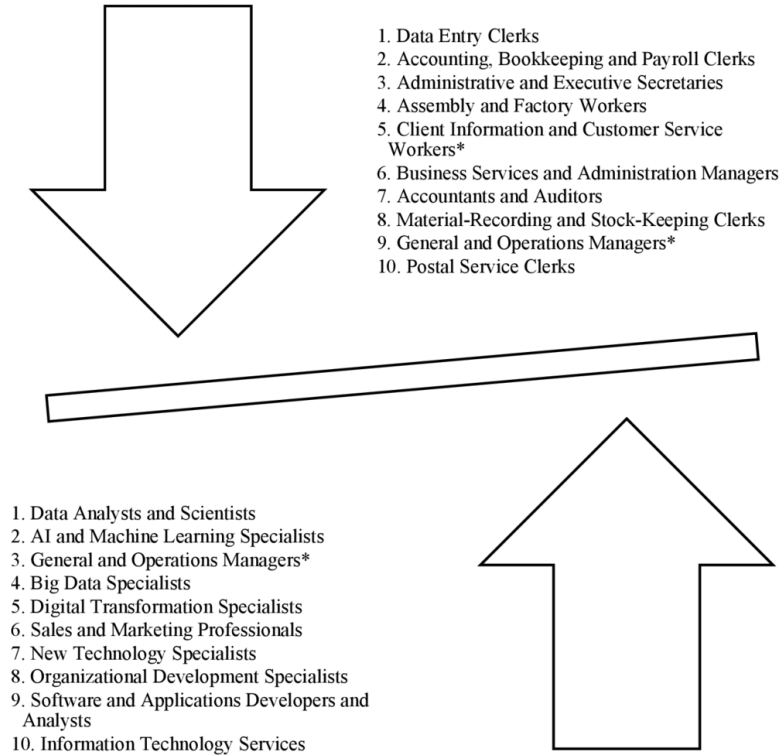 1. Data Entry Clerks
2. Accounting, Bookkeeping and Payroll Clerks
3. Administrative and Executive Secretaries
4. Assembly and Factory Workers
5. Client Information and Customer Service
Workers*
6. Business Services and Administration Managers
7. Accountants and Auditors
8. Material-Recording and Stock-Keeping Clerks
9. General and Operations Managers*
10. Postal Service Clerks
1. Data Analysts and Scientists
2. AI and Machine Learning Specialists
3. General and Operations Managers*
4. Big Data Specialists
5. Digital Transformation Specialists
6. Sales and Marketing Professionals
7. New Technology Specialists
8. Organizational Development Specialists
9. Software and Applications Developers and
Analysts
10. Information Technology Services